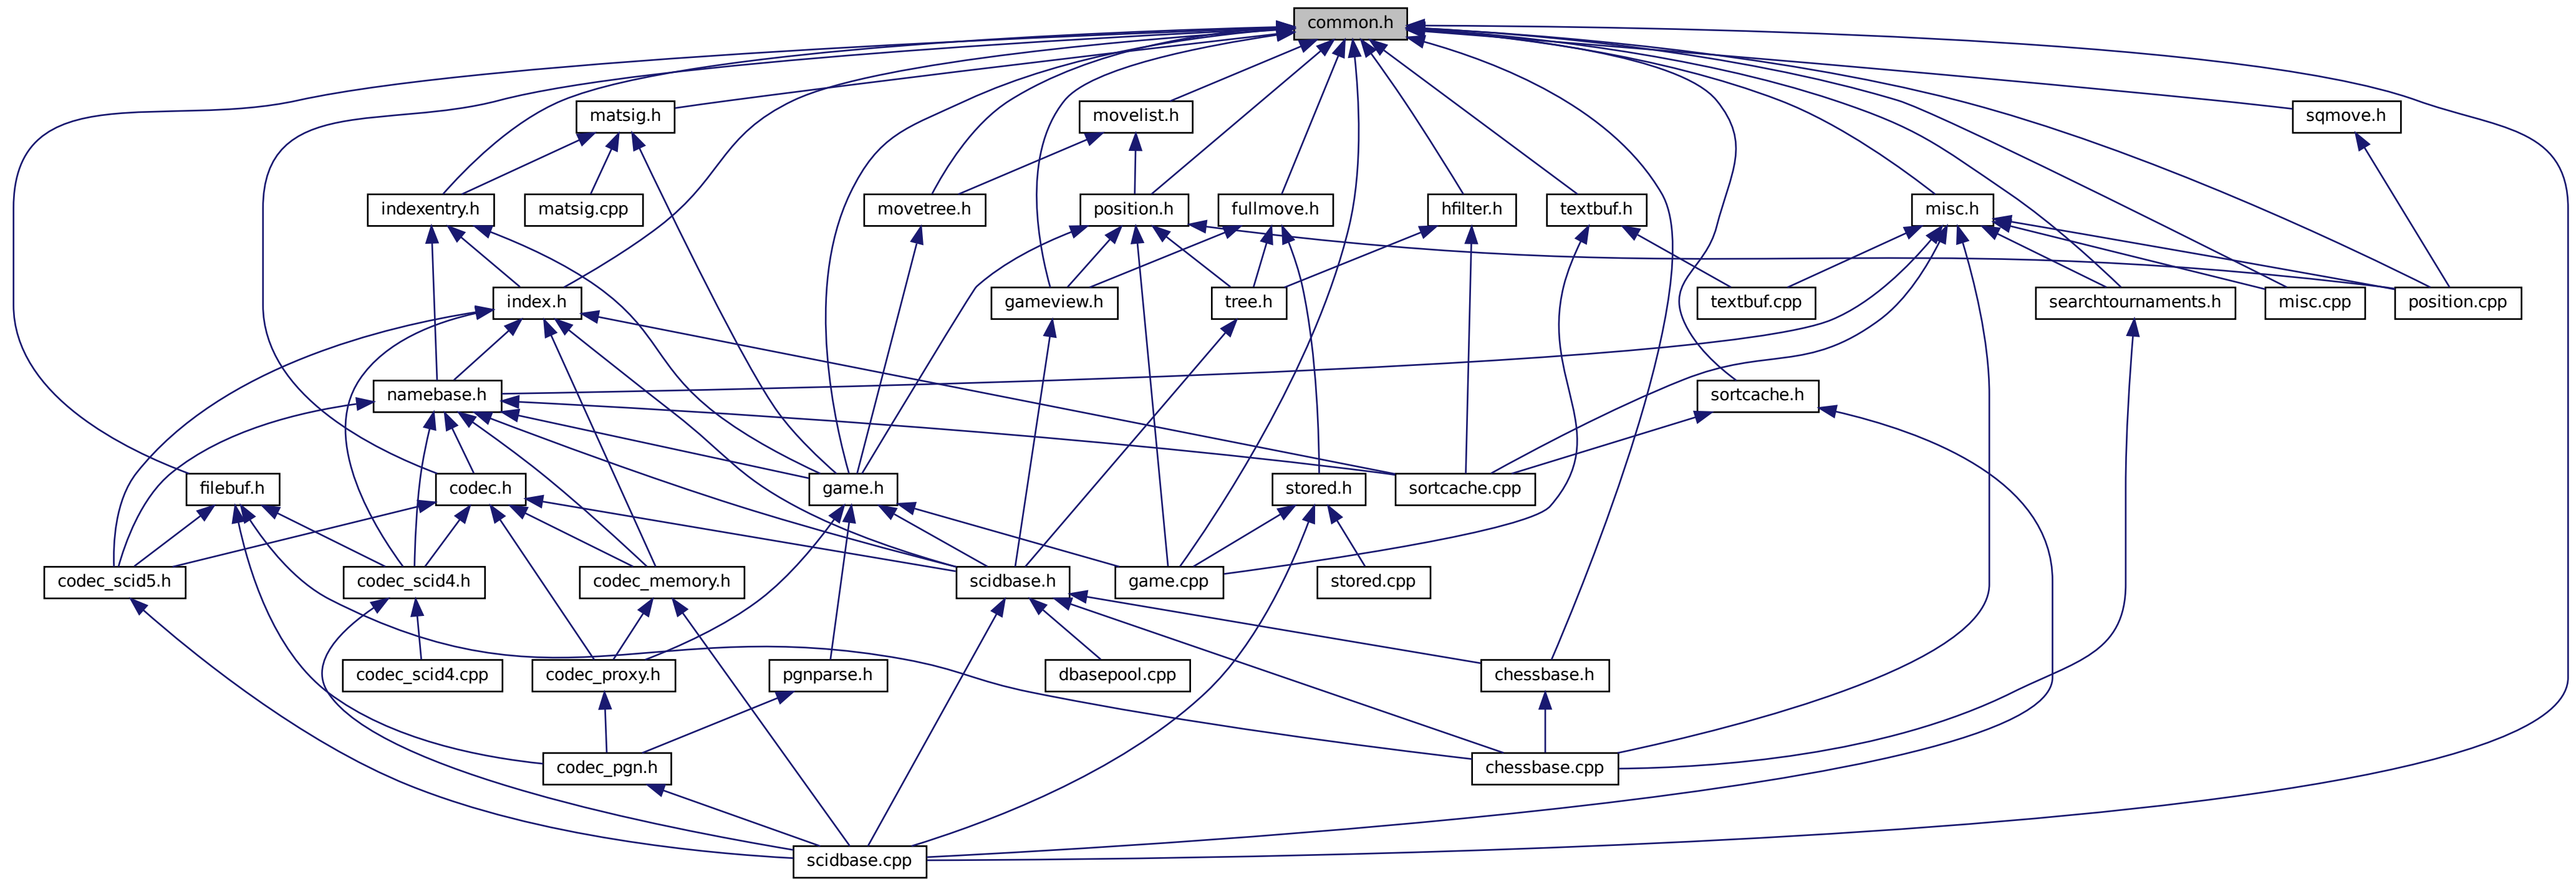 common.h
matsig.h
movelist.h
sqmove.h
indexentry.h
matsig.cpp
movetree.h
position.h
fullmove.h
hfilter.h
textbuf.h
misc.h
index.h
gameview.h
tree.h
textbuf.cpp
searchtournaments.h
misc.cpp
position.cpp
namebase.h
sortcache.h
filebuf.h
codec.h
game.h
stored.h
sortcache.cpp
codec_scid5.h
codec_scid4.h
codec_memory.h
scidbase.h
game.cpp
stored.cpp
codec_scid4.cpp
codec_proxy.h
pgnparse.h
dbasepool.cpp
chessbase.h
codec_pgn.h
chessbase.cpp
scidbase.cpp